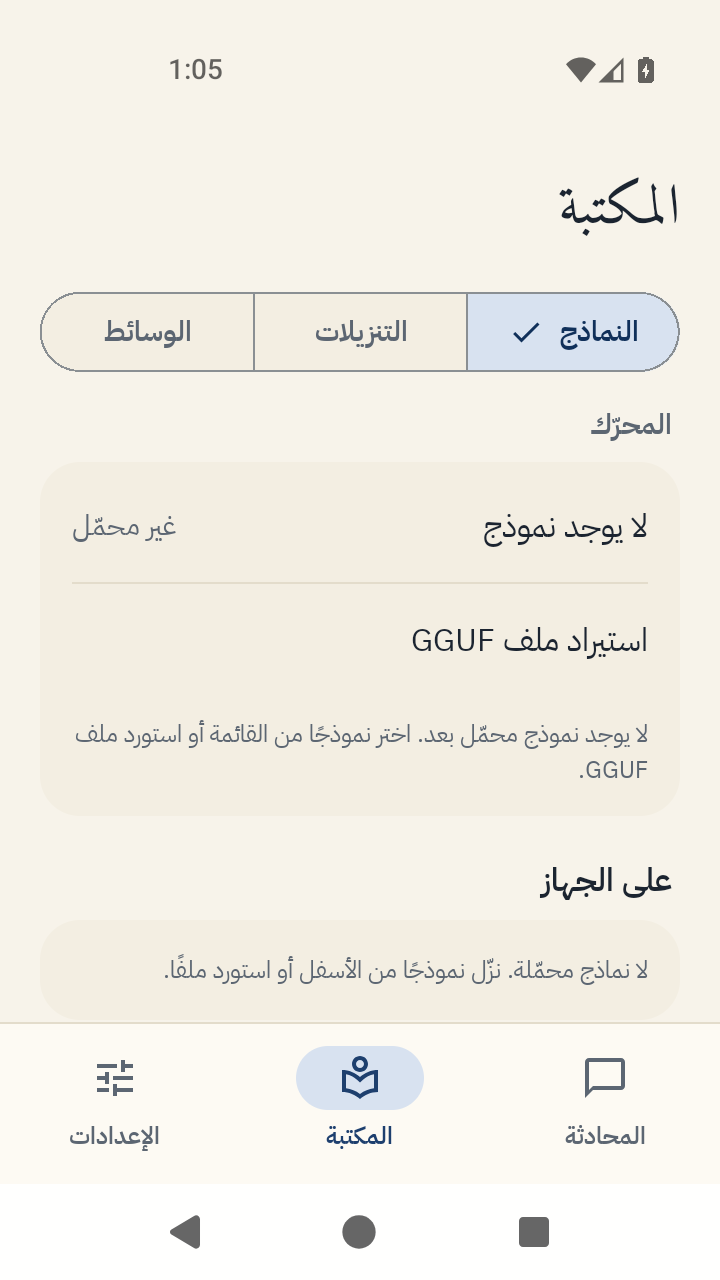 1:05
المكتبة
النماذج
التنزيلات
الوسائط
المحرّك
لا يوجد نموذج
غير محمّل
استيراد ملف GGUF
لا يوجد نموذج محمّل بعد. اختر نموذجًا من القائمة أو استورد ملف
GGUF.
على الجهاز
لا نماذج محمّلة. نزّل نموذجًا من الأسفل أو استورد ملفًا.
المحادثة
المكتبة
الإعدادات